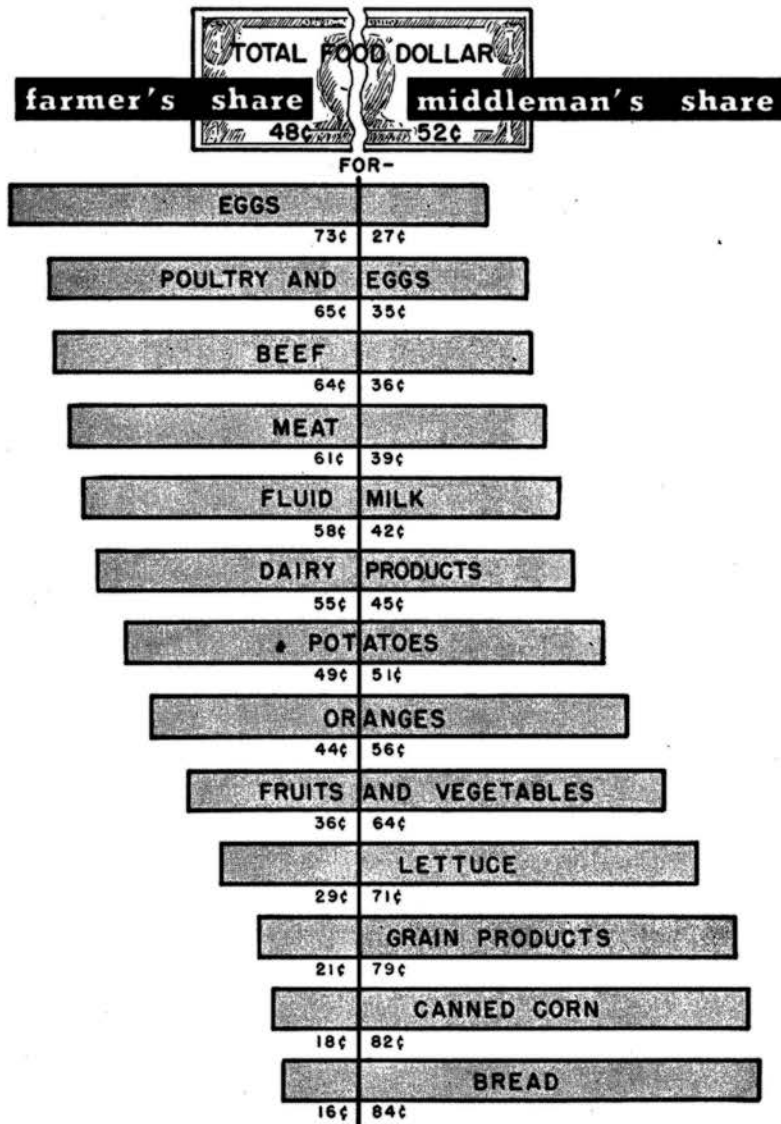 1 1
TOTAL FOOD DOLLAR
farmer's share middleman's share
48¢ 52¢
FOR-
EGGS
73¢ 27¢
POULTRY AND EGGS
65¢ 35¢
BEEF
64¢ 36¢
MEAT
61¢ 39¢
FLUID MILK
58¢ 42¢
DAIRY PRODUCTS
55¢ 45¢
POTATOES
49¢ 51¢
ORANGES
44¢ 56¢
FRUITS AND VEGETABLES
36¢ 64¢
LETTUCE
29¢ 71¢
GRAIN PRODUCTS
21¢ 79¢
CANNED CORN
18¢ 82¢
BREAD
16¢ 84¢